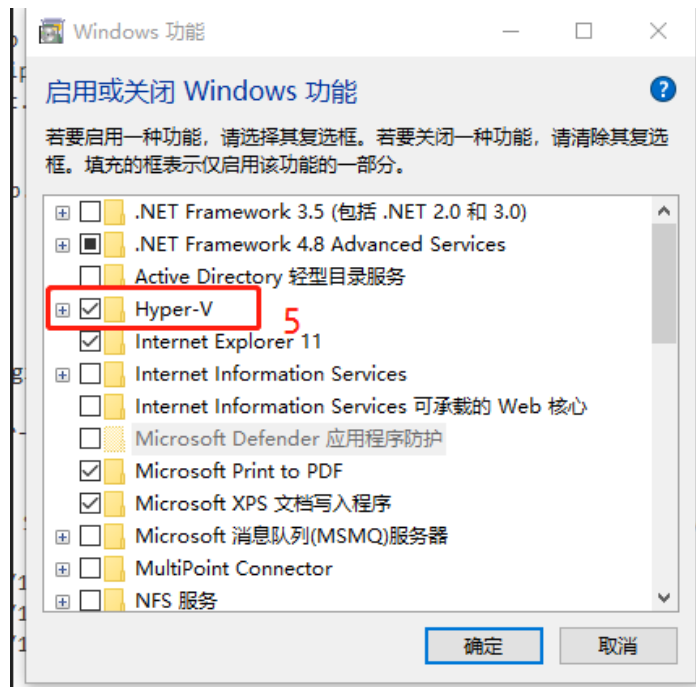 Windows 功能
启用或关闭 Windows 功能
若要启用一种功能，请选择其复选框。若要关闭一种功能，请清除其复选
框。填充的框表示仅启用该功能的一部分。
.NET Framework 3.5 (包括 .NET 2.0 和 3.0)
.NET Framework 4.8 Advanced Services
Active Directory 轻型目录服务
Hyper-V
5
Internet Explorer 11
Internet Information Services
Internet Information Services 可承载的 Web 核心
Microsoft Defender 应用程序防护
Microsoft Print to PDF
Microsoft XPS 文档写入程序
Microsoft 消息队列(MSMQ)服务器
MultiPoint Connector
NFS 服务
确定
取消